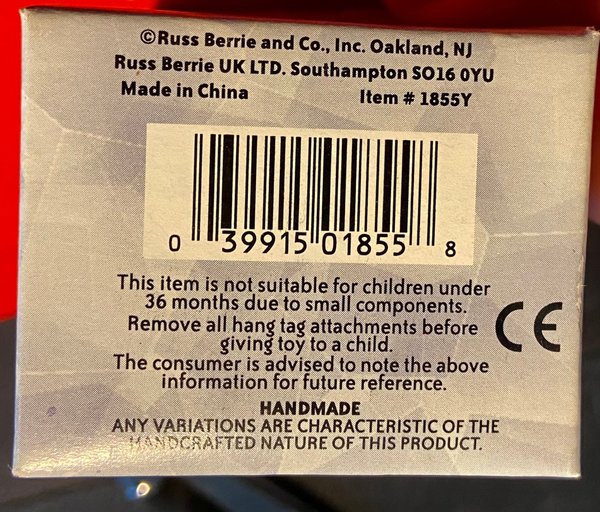 ©Russ Berrie and Co., Inc. Oakland, NJ
Russ Berrie UK LTD. Southampton SO16 0YU
Made in China Item # 1855Y
0 39915 01855 8
This item is not suitable for children under
36 months due to small components.
Remove all hang tag attachments before
giving toy to a child.
The consumer is advised to note the above
information for future reference.
CE
HANDMADE
ANY VARIATIONS ARE CHARACTERISTIC OF THE
HANDCRAFTED NATURE OF THIS PRODUCT.